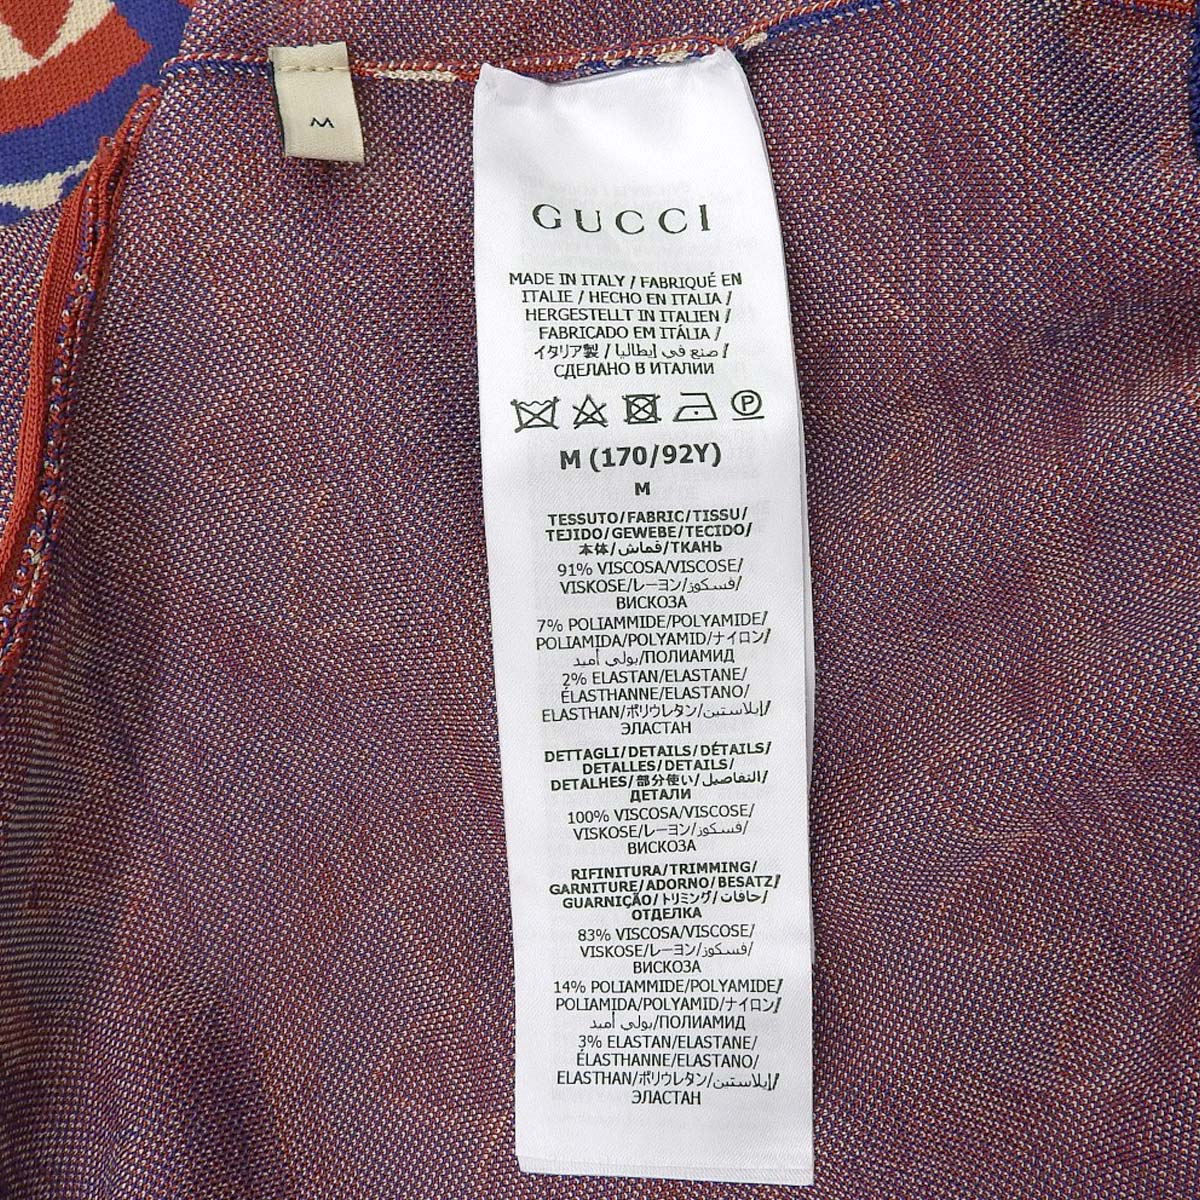 M
GUCCI
MADE IN ITALY / FABRIQUÉ EN
ITALIE / HECHO EN ITALIA /
HERGESTELLT IN ITALIEN /
FABRICADO EM ITÁLIA /
イタリア製 / صنع في إيطاليا /
СДЕЛАНО В ИТАЛИИ
P
M (170/92Y)
M
TESSUTO/FABRIC/TISSU/
TEJIDO/GEWEBE/TECIDO/
本体/قماش/ТКАНЬ
91% VISCOSA/VISCOSE/
VISKOSE/レーヨン/فسكوز/
ВИСКОЗА
7% POLIAMMIDE/POLYAMIDE/
POLIAMIDA/POLYAMID/ナイロン/
بولي أميد/ПОЛИАМИД
2% ELASTAN/ELASTANE/
ÉLASTHANNE/ELASTANO/
ELASTHAN/ポリウレタン/إيلاستين/
ЭЛАСТАН
DETTAGLI/DETAILS/DÉTAILS/
DETALLES/DETAILS/
DETALHES/部分使い/التفاصيل/
ДЕТАЛИ
100% VISCOSA/VISCOSE/
VISKOSE/レーヨン/فسكوز/
ВИСКОЗА
RIFINITURA/TRIMMING/
GARNITURE/ADORNO/BESATZ/
GUARNIÇÃO/トリミング/حافات/
ОТДЕЛКА
83% VISCOSA/VISCOSE/
VISKOSE/レーヨン/فسكوز/
ВИСКОЗА
14% POLIAMMIDE/POLYAMIDE/
POLIAMIDA/POLYAMID/ナイロン/
بولي أميد/ПОЛИАМИД
3% ELASTAN/ELASTANE/
ÉLASTHANNE/ELASTANO/
ELASTHAN/ポリウレタン/إيلاستين/
ЭЛАСТАН